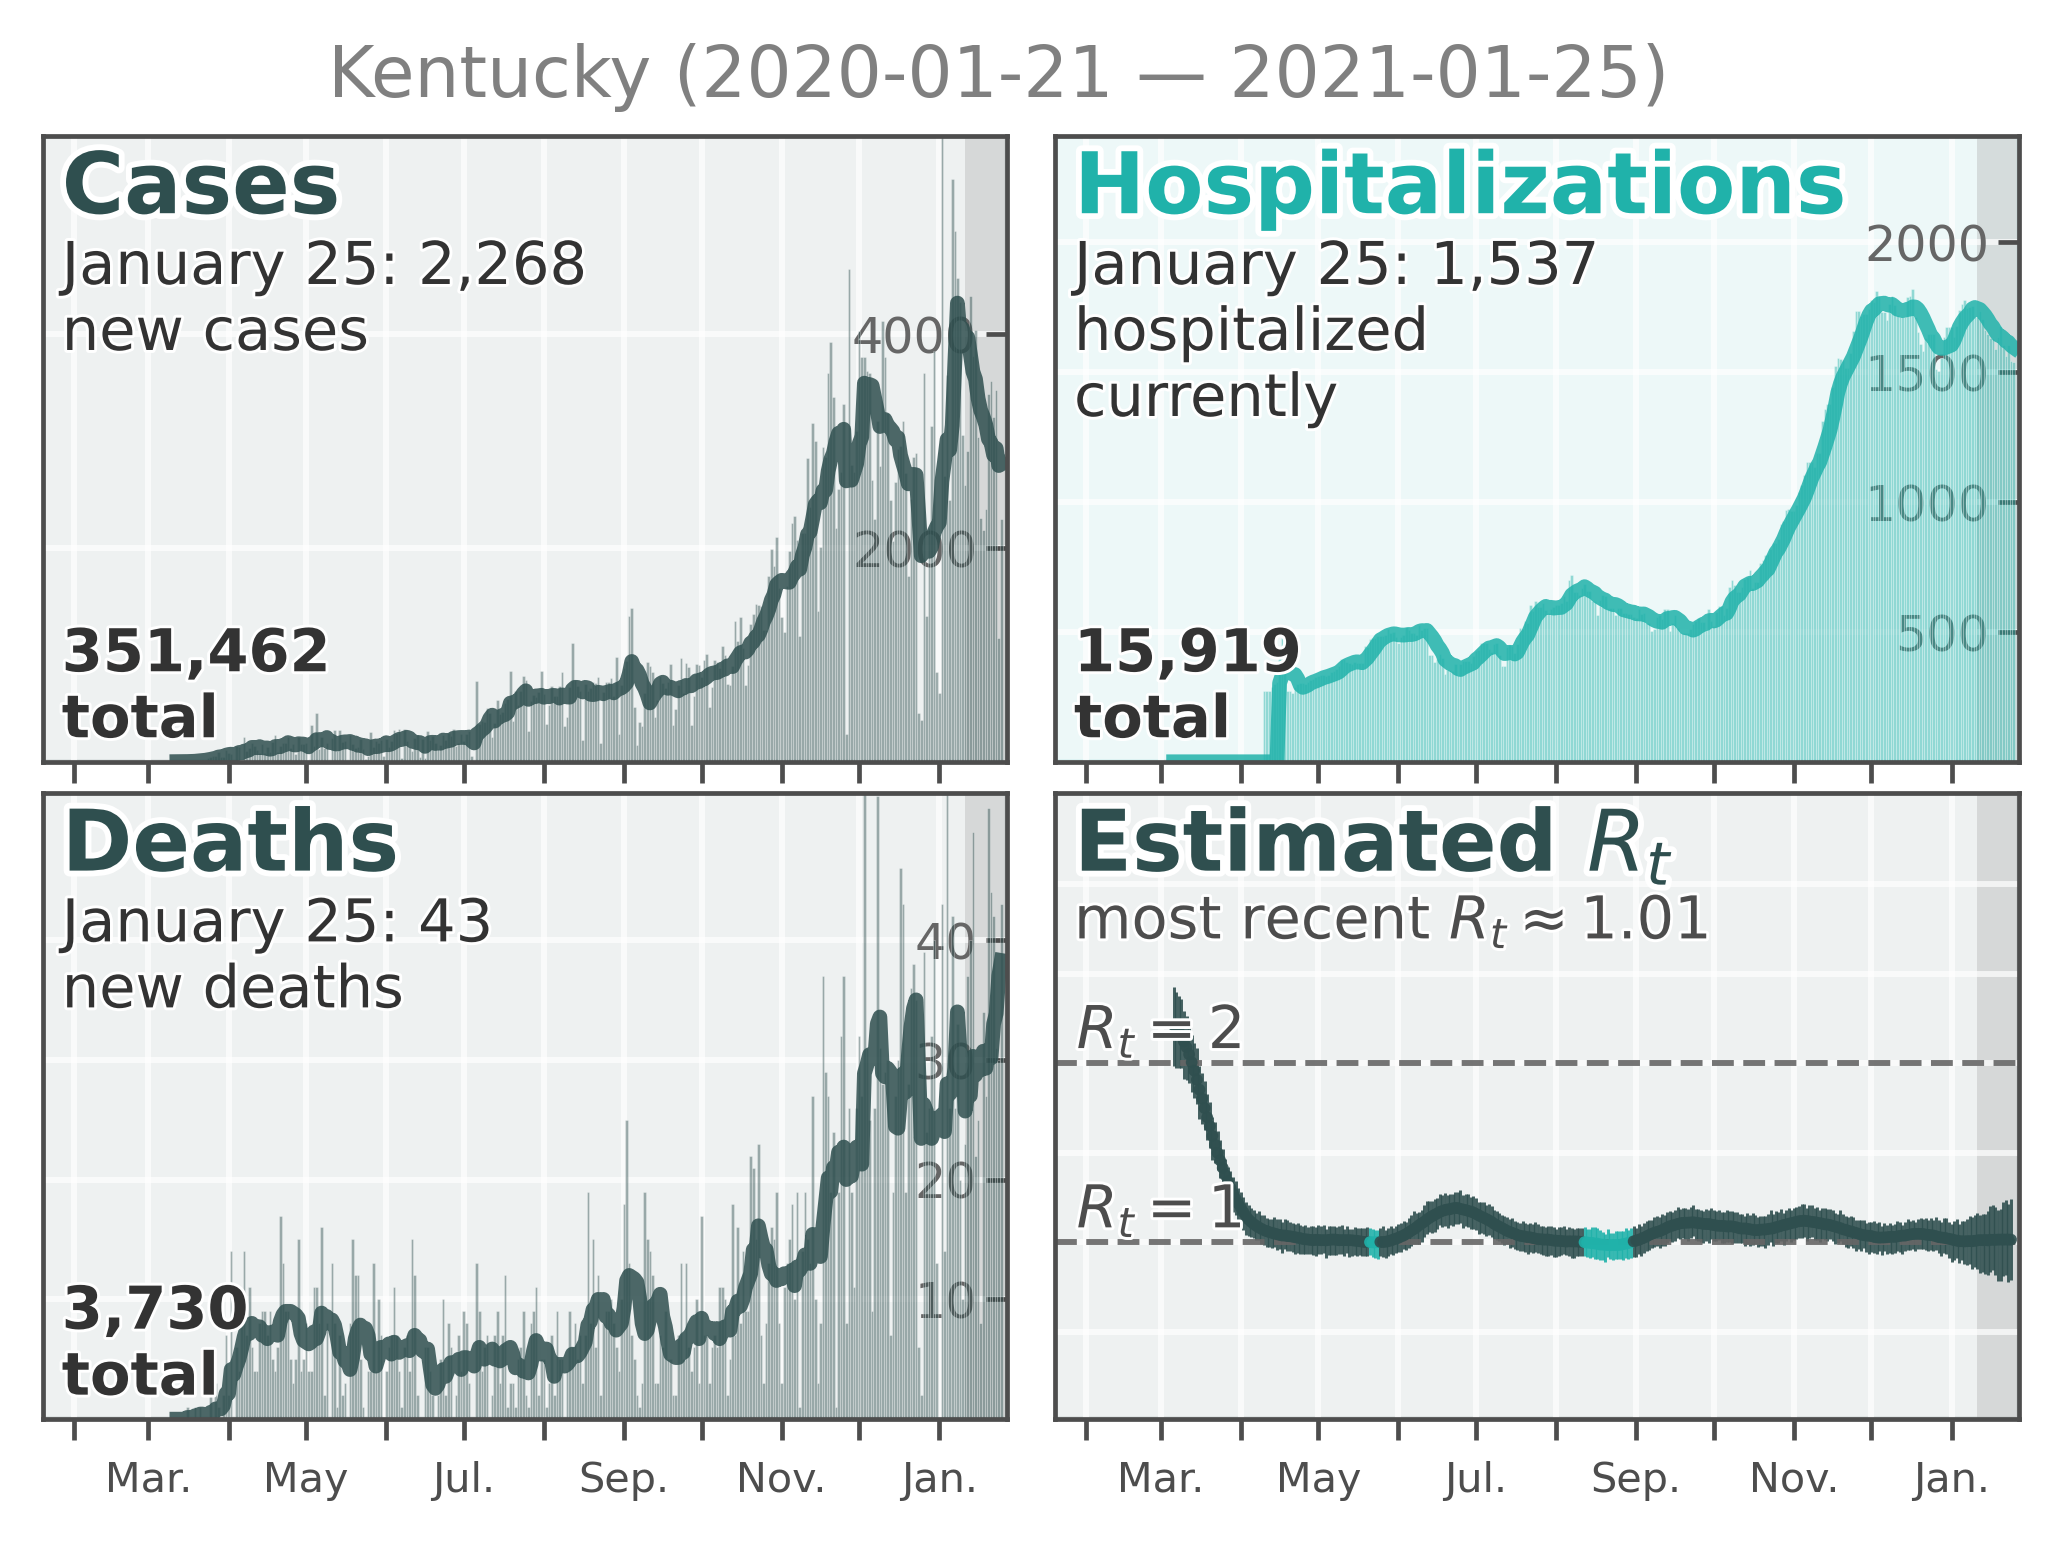 Kentucky (2020-01-21 — 2021-01-25)
Cases
January 25: 2,268
new cases
4000
2000
351,462
total
Hospitalizations
January 25: 1,537
hospitalized
currently
2000
1500
1000
500
15,919
total
Deaths
January 25: 43
new deaths
40
30
20
10
3,730
total
Mar. May Jul. Sep. Nov. Jan.
Estimated Rₜ
most recent Rₜ ≈ 1.01
Rₜ = 2
Rₜ = 1
Mar. May Jul. Sep. Nov. Jan.